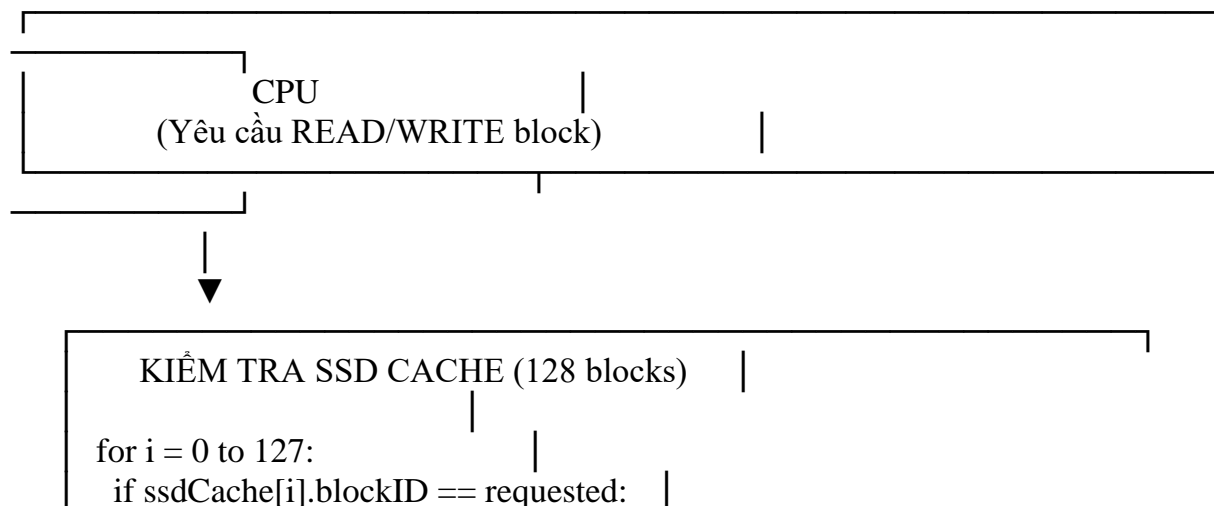 CPU
(Yêu cầu READ/WRITE block)
KIỂM TRA SSD CACHE (128 blocks)
for i = 0 to 127:
if ssdCache[i].blockID == requested: